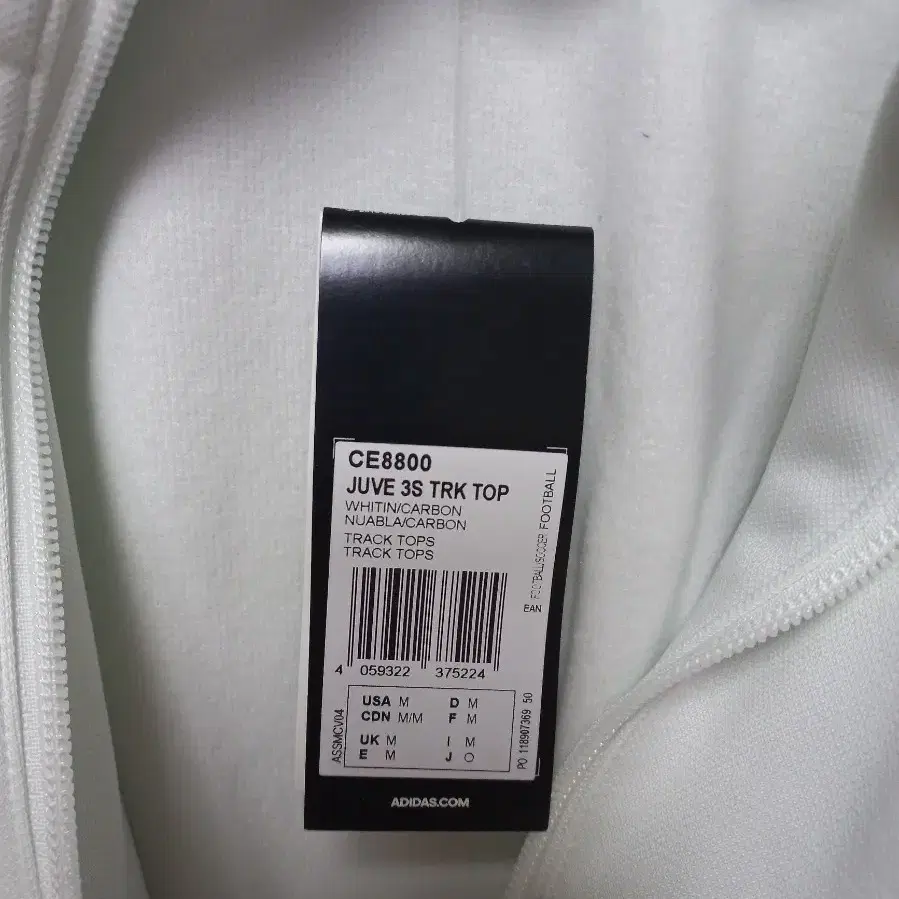 CE8800
JUVE 3S TRK TOP
WHITIN/CARBON
NUABLA/CARBON
TRACK TOPS
TRACK TOPS
FOOTBALL/SOCCER FOOTBALL
EAN
4 059322 375224
USA M D M
CDN M/M F M
UK M I M
E M J O
ASSMCV04
PO 118907369 50
ADIDAS.COM